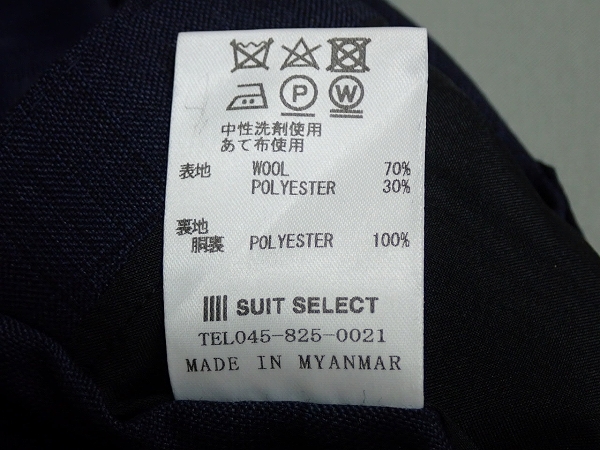 P W
中性洗剤使用
あて布使用
表地 WOOL 70%
POLYESTER 30%
裏地
胴裏 POLYESTER 100%
SUIT SELECT
TEL045-825-0021
MADE IN MYANMAR